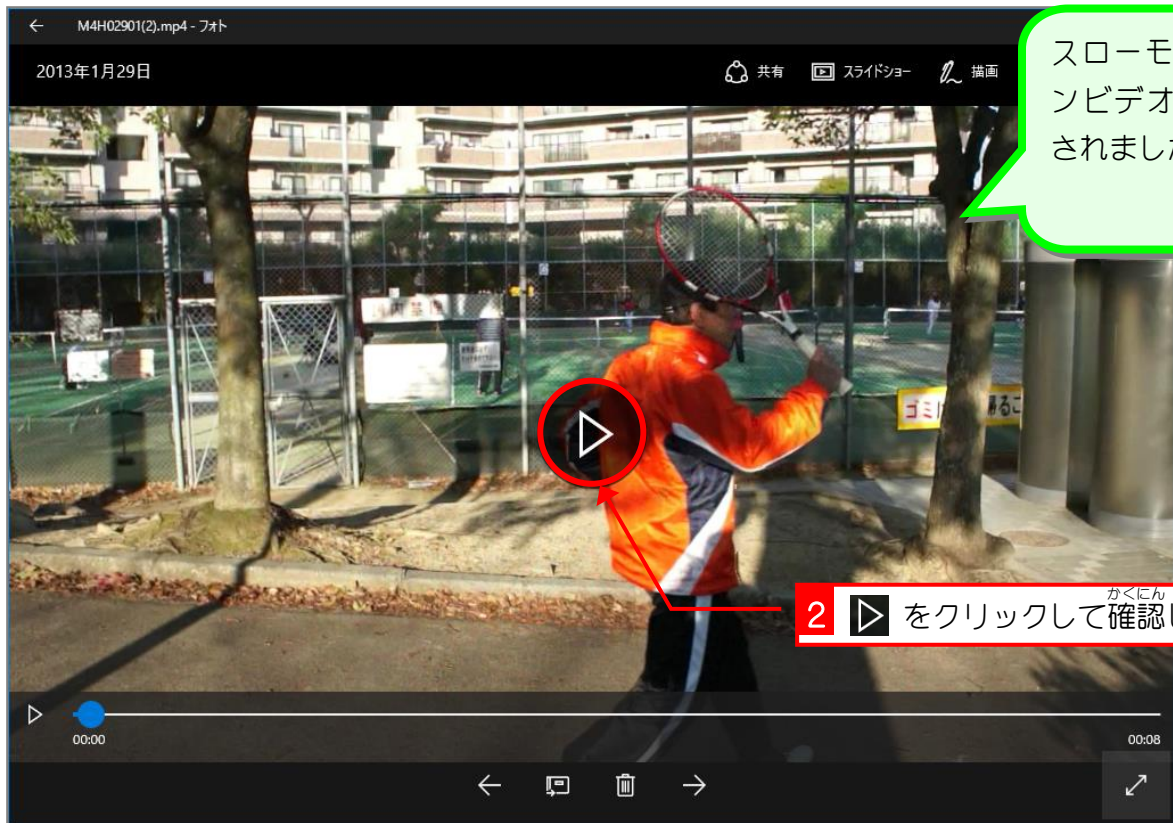 M4H02901(2).mp4 - フォト
2013年1月29日
共有
スライドショー
描画
スローモ
ンビデオ
されまし
ゴミ
かくにん
2 をクリックして確認
00:00
00:08